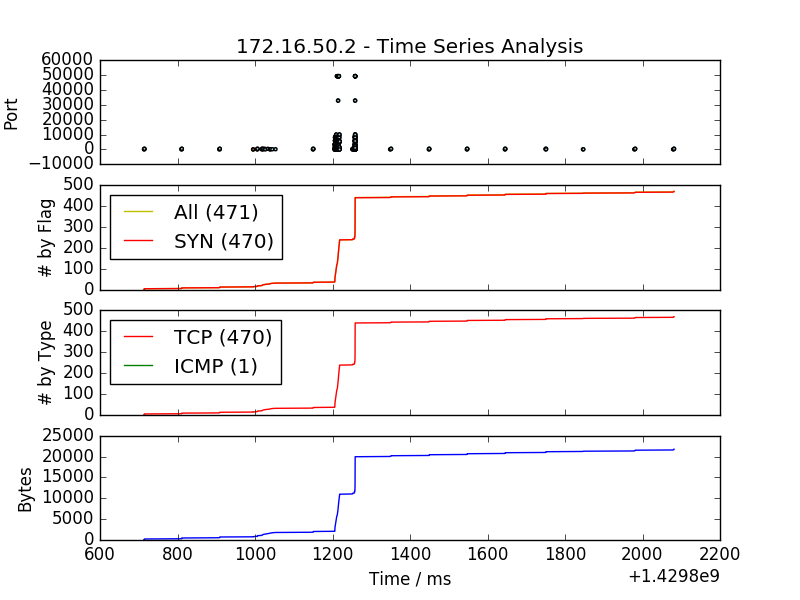 172.16.50.2 - Time Series Analysis
Port
60000
50000
40000
30000
20000
10000
0
−10000
# by Flag
500
400
300
200
100
0
All (471)
SYN (470)
# by Type
500
400
300
200
100
0
TCP (470)
ICMP (1)
Bytes
25000
20000
15000
10000
5000
0
600 800 1000 1200 1400 1600 1800 2000 2200
Time / ms
+1.4298e9